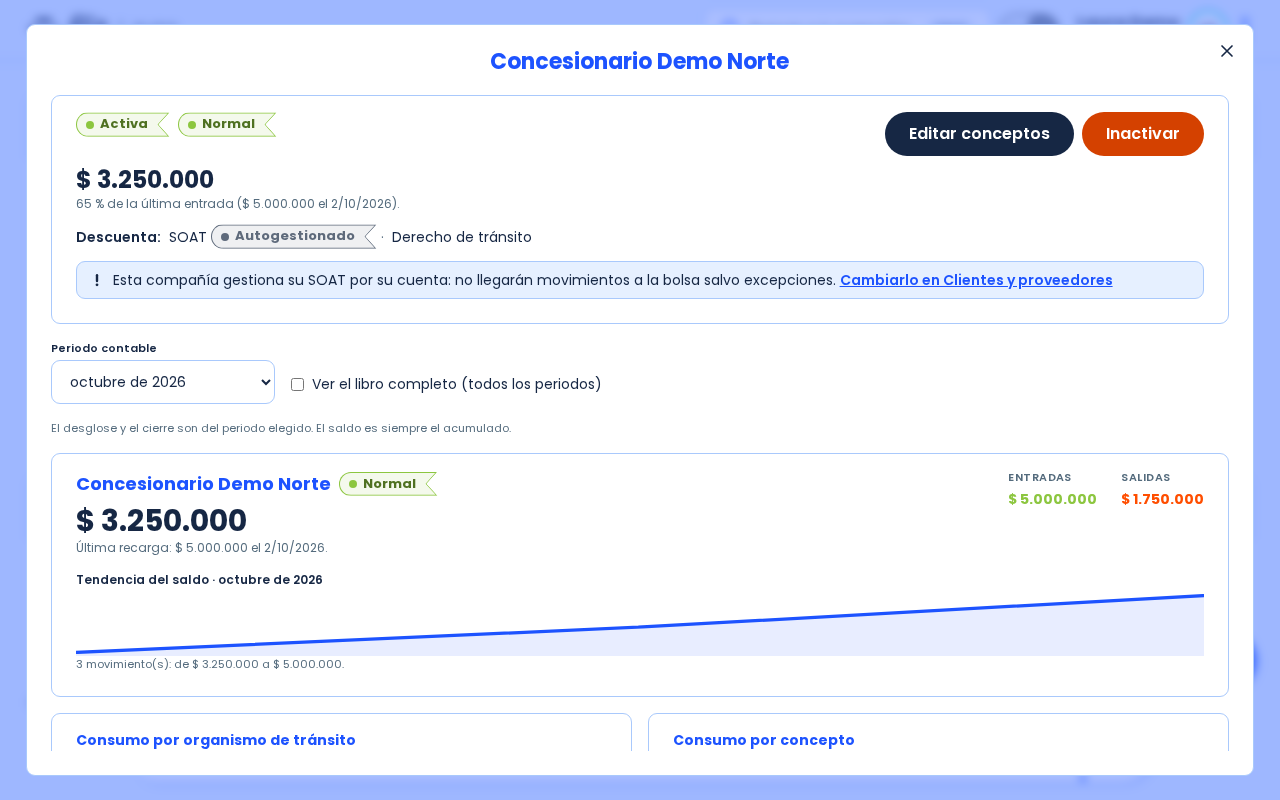 Concesionario Demo Norte
Activa Normal Editar conceptos Inactivar
$ 3.250.000
65 % de la última entrada ($ 5.000.000 el 2/10/2026).
Descuenta: SOAT Autogestionado · Derecho de tránsito
! Esta compañía gestiona su SOAT por su cuenta: no llegarán movimientos a la bolsa salvo excepciones. Cambiarlo en Clientes y proveedores
Periodo contable
octubre de 2026 Ver el libro completo (todos los periodos)
El desglose y el cierre son del periodo elegido. El saldo es siempre el acumulado.
Concesionario Demo Norte Normal
ENTRADAS SALIDAS
$ 5.000.000 $ 1.750.000
$ 3.250.000
Última recarga: $ 5.000.000 el 2/10/2026.
Tendencia del saldo · octubre de 2026
3 movimiento(s): de $ 3.250.000 a $ 5.000.000.
Consumo por organismo de tránsito Consumo por concepto